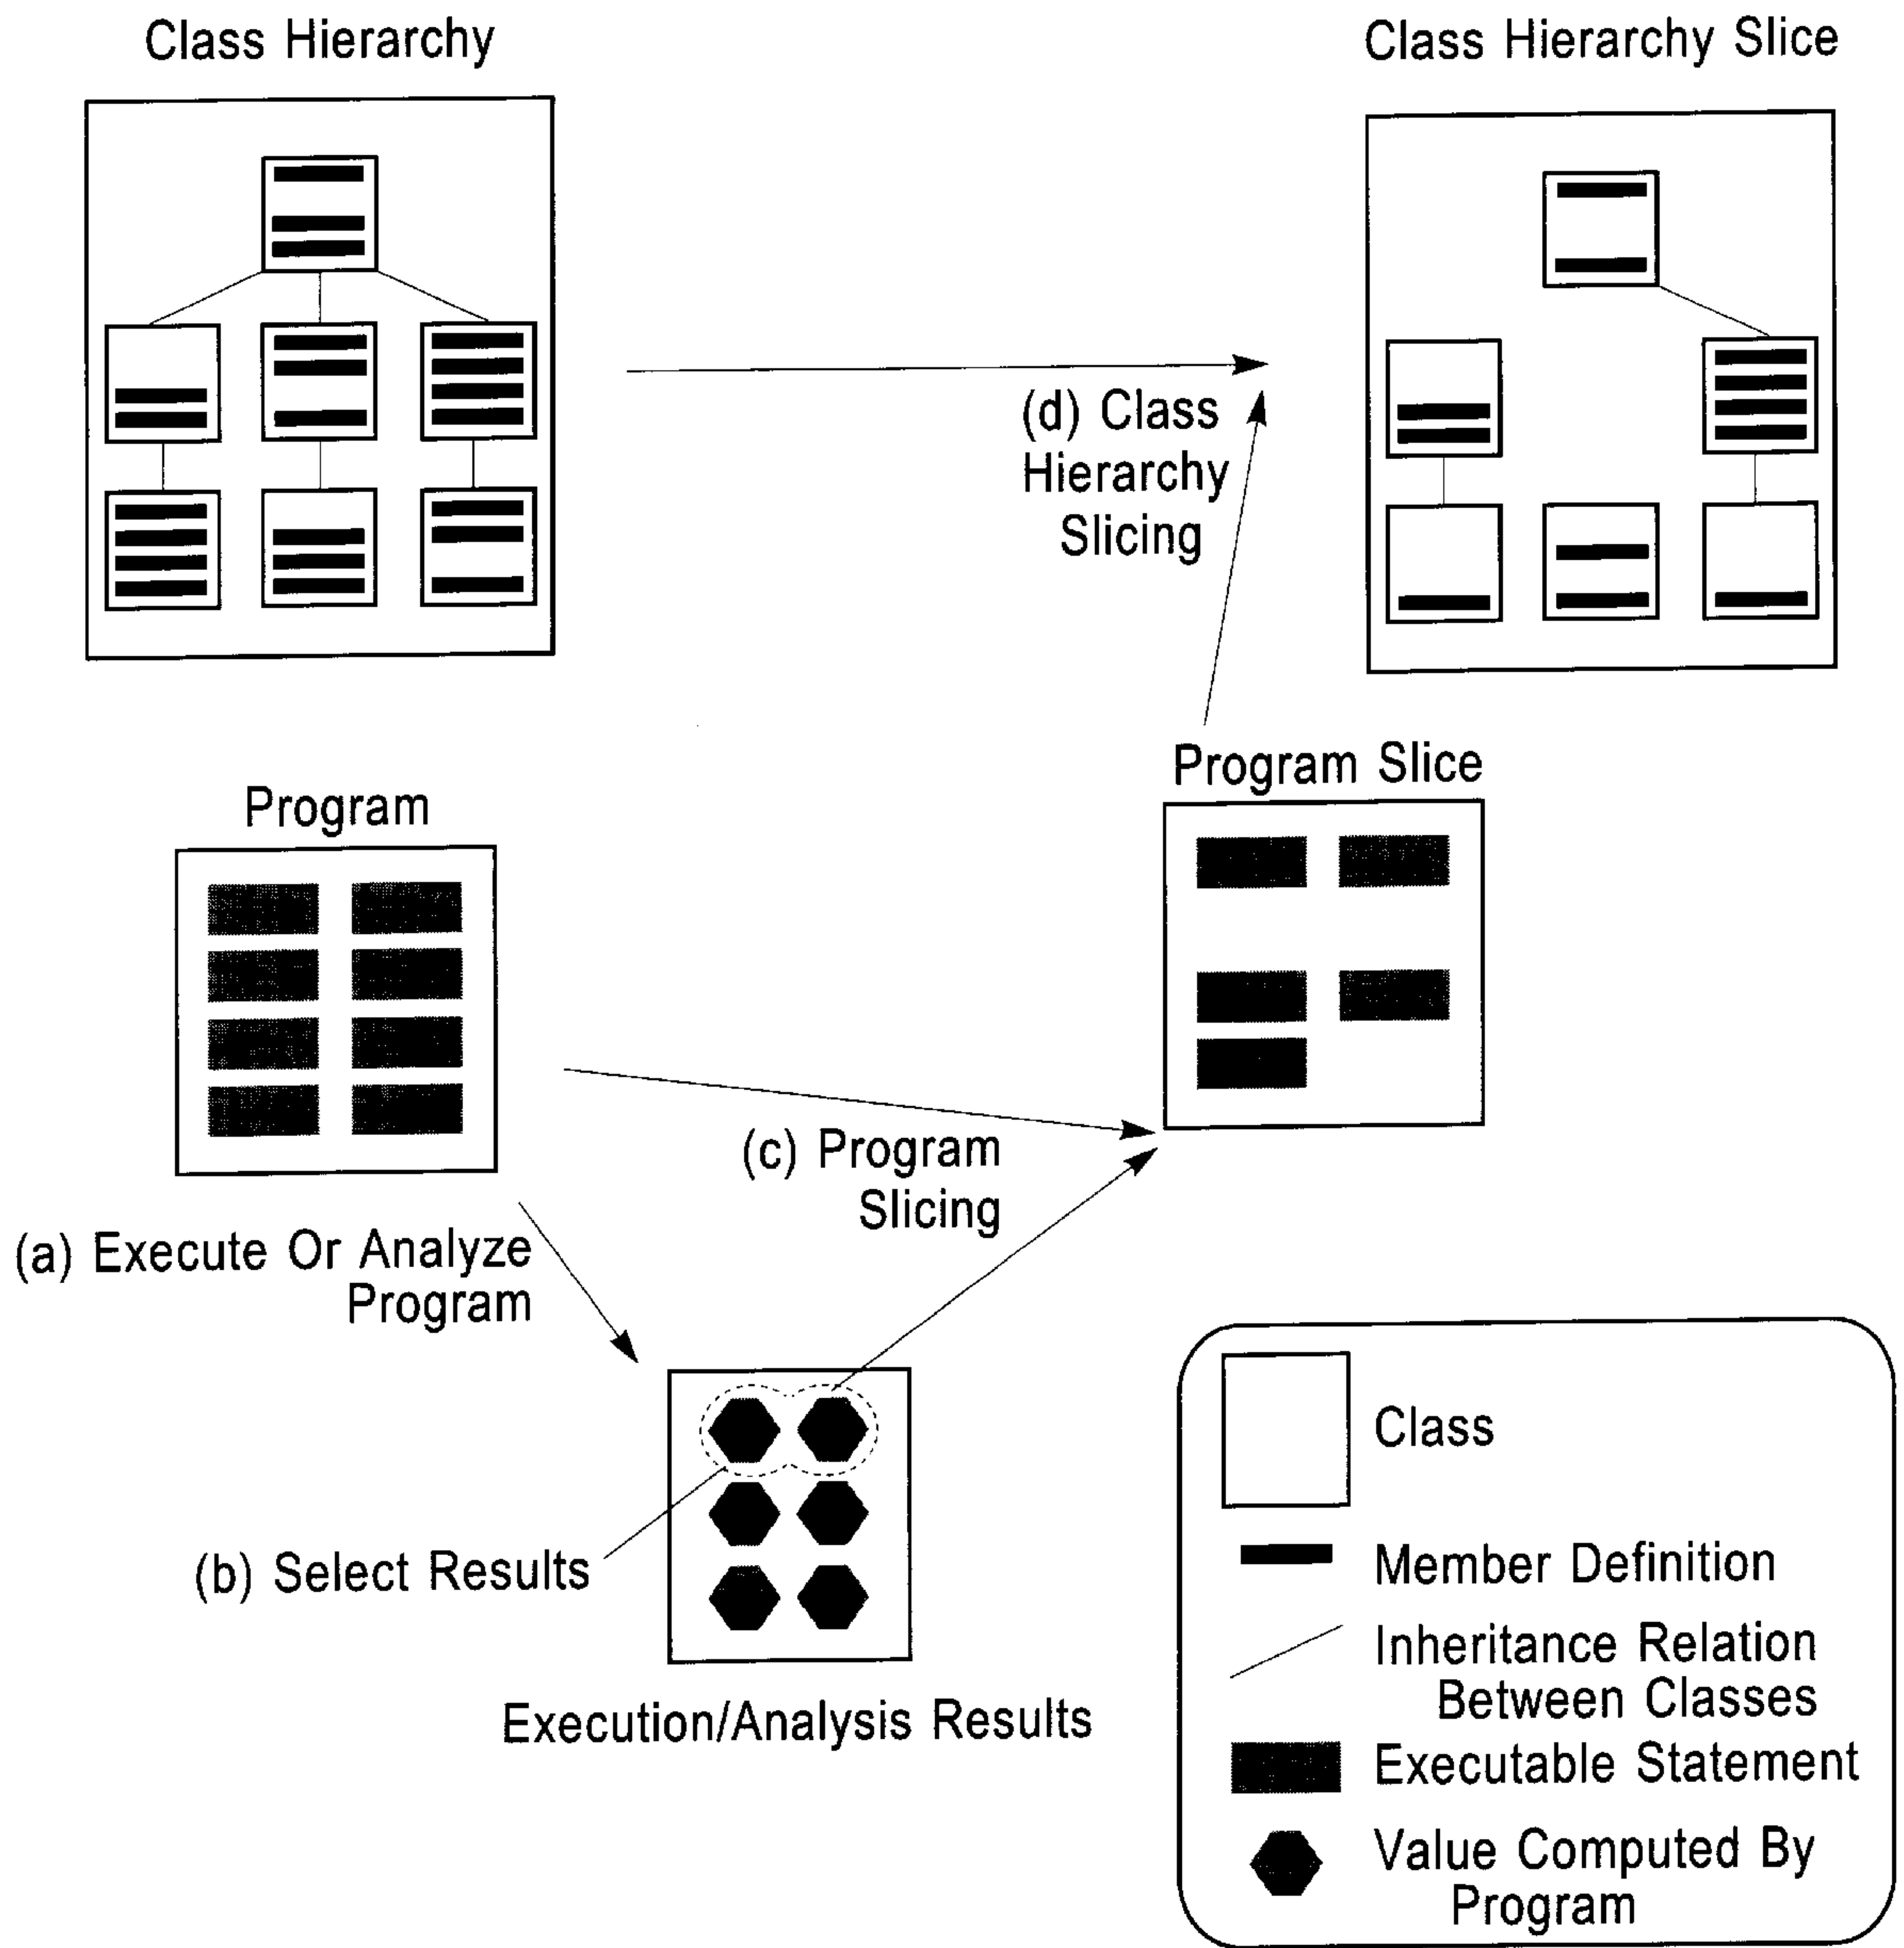 Class Hierarchy
Class Hierarchy Slice
(d) Class
Hierarchy
Slicing
Program Slice
Program
(c) Program
Slicing
(a) Execute Or Analyze
Program
(b) Select Results
Execution/Analysis Results
Class
Member Definition
Inheritance Relation
Between Classes
Executable Statement
Value Computed By
Program